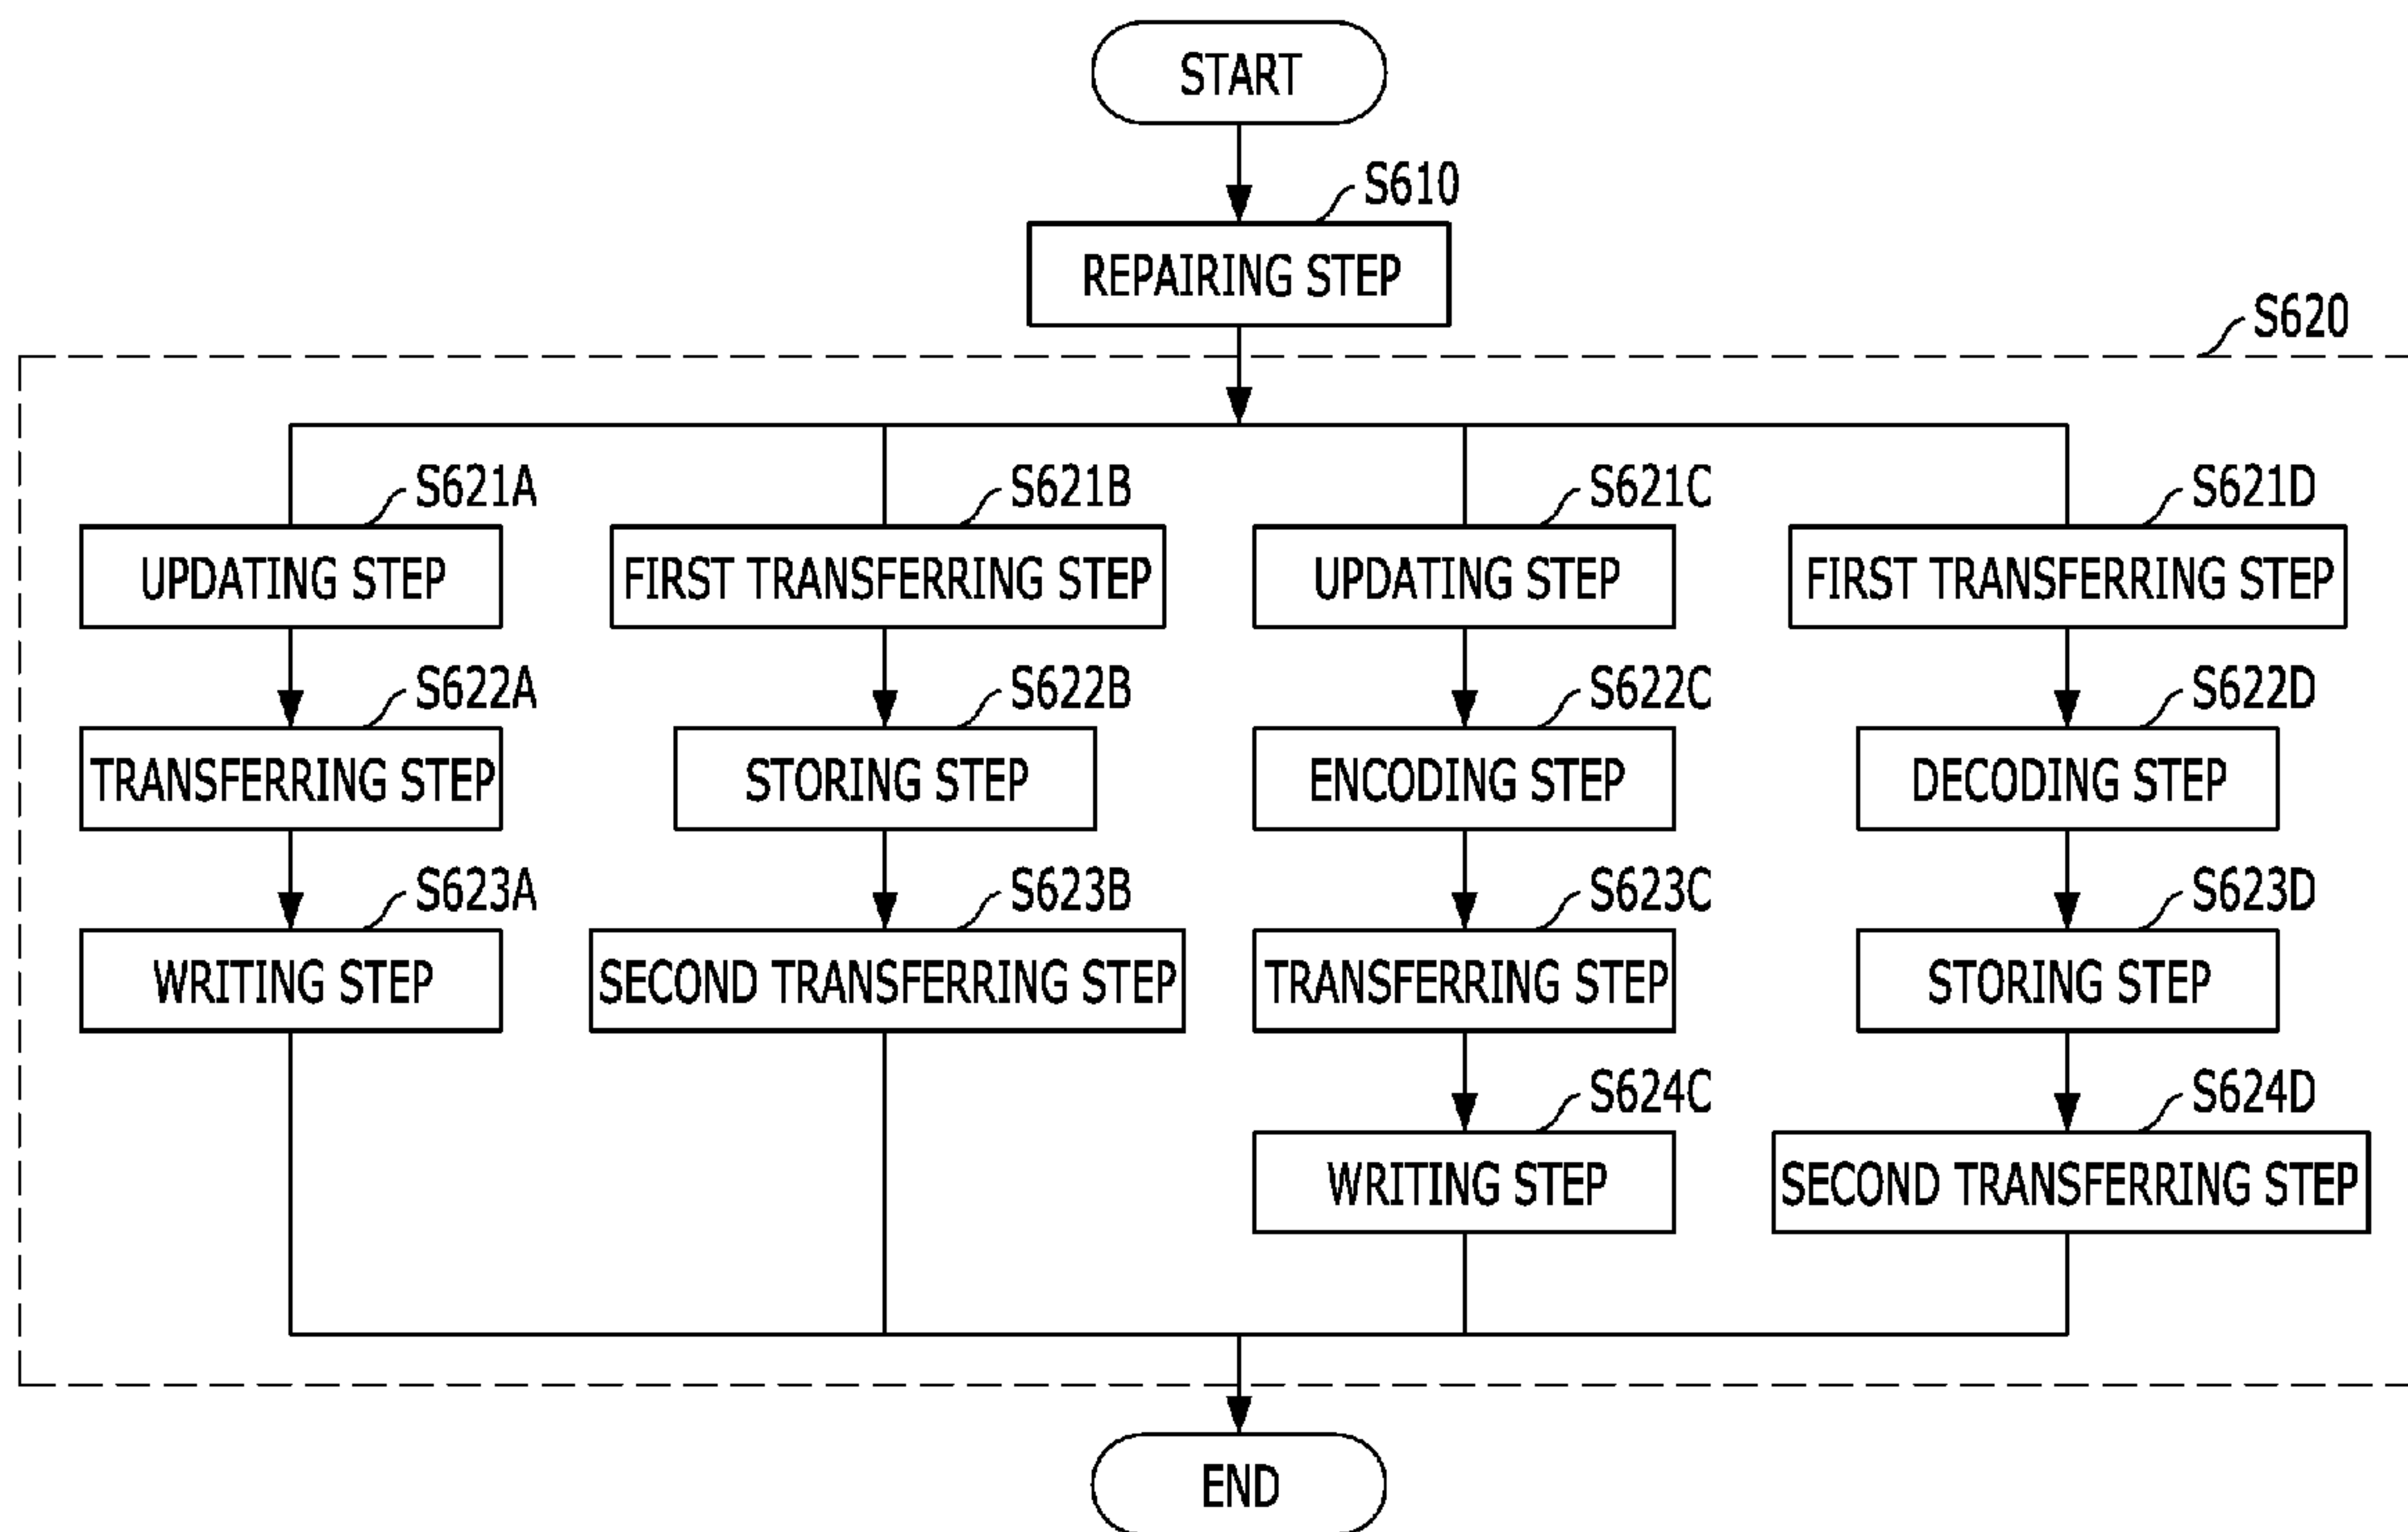 START
S610
REPAIRING STEP
S620
S621A
S621B
S621C
S621D
UPDATING STEP
FIRST TRANSFERRING STEP
UPDATING STEP
FIRST TRANSFERRING STEP
S622A
S622B
S622C
S622D
TRANSFERRING STEP
STORING STEP
ENCODING STEP
DECODING STEP
S623A
S623B
S623C
S623D
WRITING STEP
SECOND TRANSFERRING STEP
TRANSFERRING STEP
STORING STEP
S624C
S624D
WRITING STEP
SECOND TRANSFERRING STEP
END